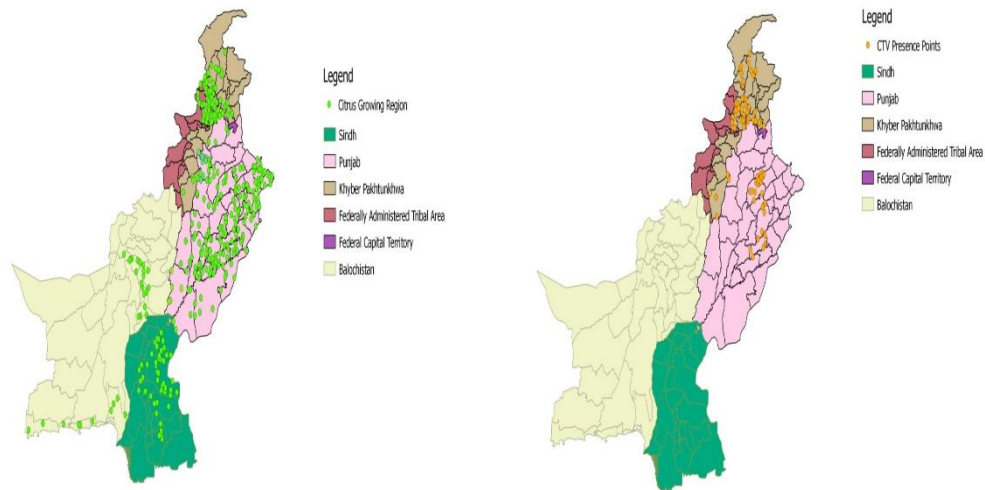 Legend
Citrus Growing Region
Sindh
Punjab
Khyber Pakhtunkhwa
Federally Administered Tribal Area
Federal Capital Territory
Balochistan
Legend
CTV Presence Points
Sindh
Punjab
Khyber Pakhtunkhwa
Federally Administered Tribal Area
Federal Capital Territory
Balochistan